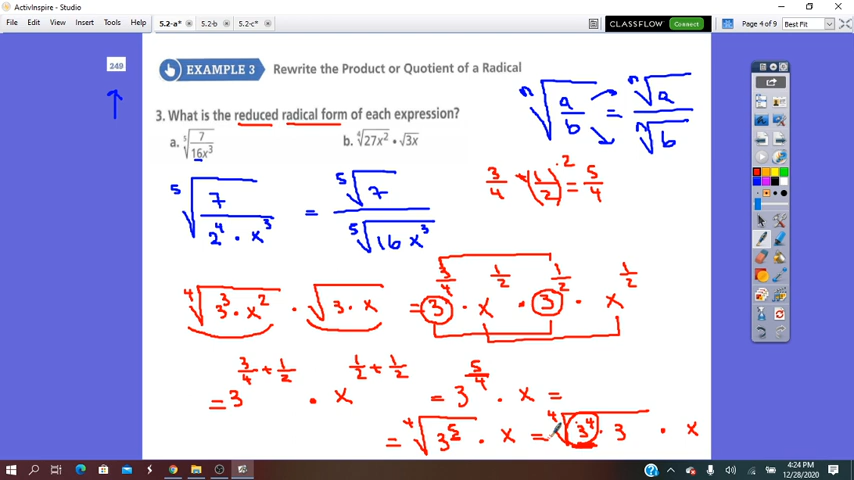 ActivInspire - Studio
File Edit View Insert Tools Help
5.2-a* 5.2-b 5.2-c*
CLASSFLOW Connect Page 4 of 9 Best Fit
249
EXAMPLE 3 Rewrite the Product or Quotient of a Radical
3. What is the reduced radical form of each expression?
a. ⁵√(7/(16x³)) b. ⁴√(27x²) • √(3x)
ⁿ√(a/b) = ⁿ√a / ⁿ√b
3/4 + (1/2)^2 = 5/4
⁵√(7/(2⁴ · x³)) = ⁵√7 / ⁵√(16x³)
⁴√(3³ · x²) · √(3 · x) = 3^(3/4) · x^(1/2) · 3^(1/2) · x^(1/2)
= 3^(3/4 + 1/2) · x^(1/2 + 1/2) = 3^(5/4) · x =
= ⁴√(3⁵) · x = ⁴√(3⁴ · 3) · x
4:24 PM
12/28/2020